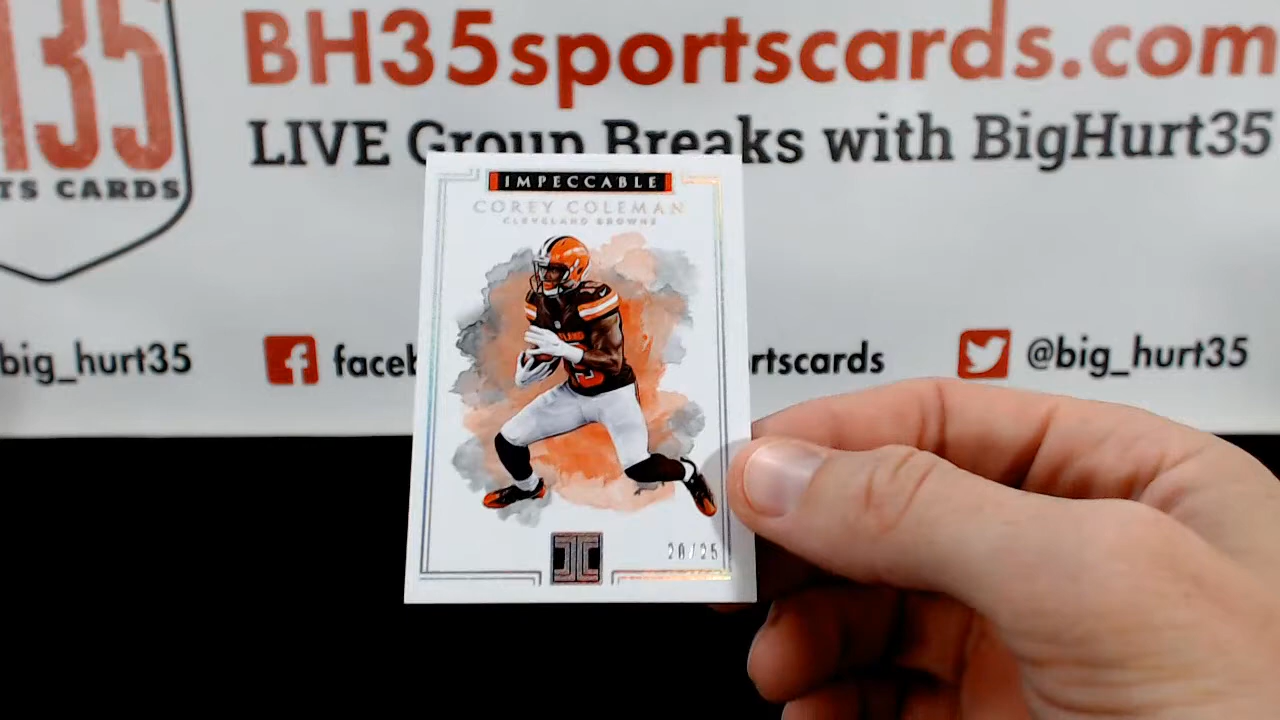 135
TS CARDS
BH35sportscards.com
LIVE Group Breaks with BigHurt35
big_hurt35
faceb
rtscards
@big_hurt35
IMPECCABLE
COREY COLEMAN
CLEVELAND BROWNS
20/25